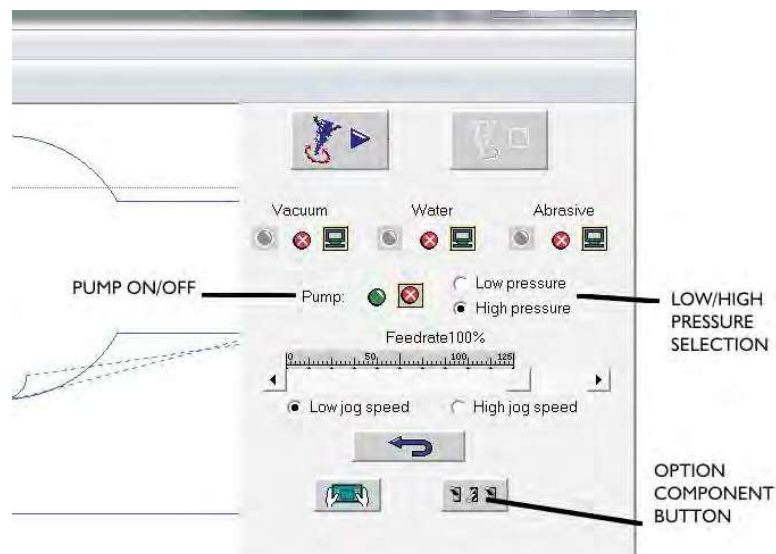 Vacuum Water Abrasive
PUMP ON/OFF
Pump:
Low pressure
High pressure
LOW/HIGH
PRESSURE
SELECTION
Feedrate100%
0 50 100 125
Low jog speed High jog speed
OPTION
COMPONENT
BUTTON